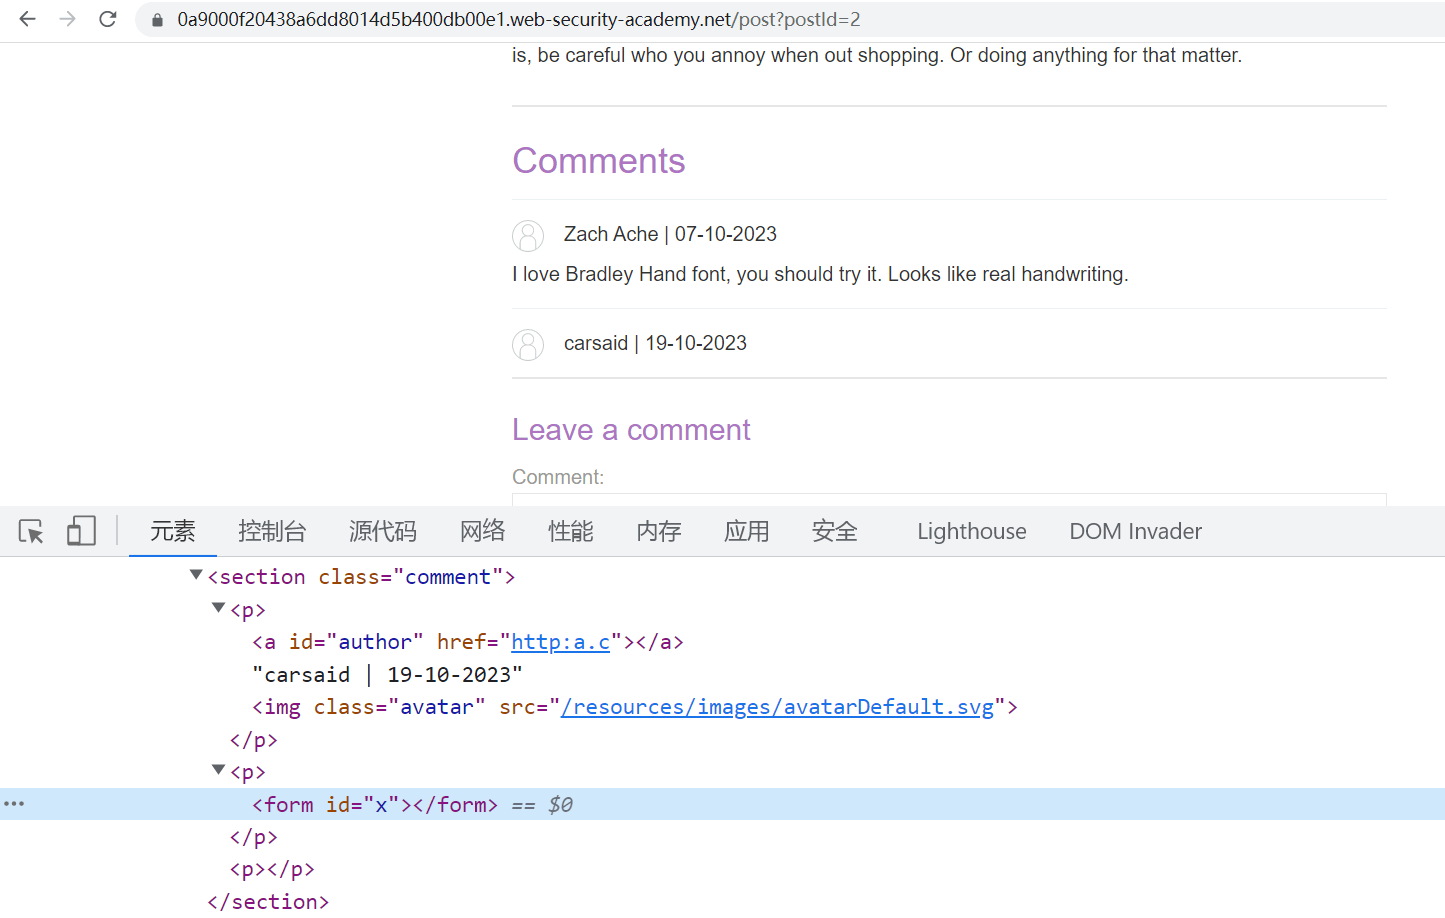 0a9000f20438a6dd8014d5b400db00e1.web-security-academy.net/post?postId=2
is, be careful who you annoy when out shopping. Or doing anything for that matter.
Comments
Zach Ache | 07-10-2023
I love Bradley Hand font, you should try it. Looks like real handwriting.
carsaid | 19-10-2023
Leave a comment
Comment:
元素 控制台 源代码 网络 性能 内存 应用 安全 Lighthouse DOM Invader
<section class="comment">
<p>
<a id="author" href="http:a.c"></a>
"carsaid | 19-10-2023"
<img class="avatar" src="/resources/images/avatarDefault.svg">
</p>
<p>
<form id="x"></form> == $0
</p>
<p></p>
</section>